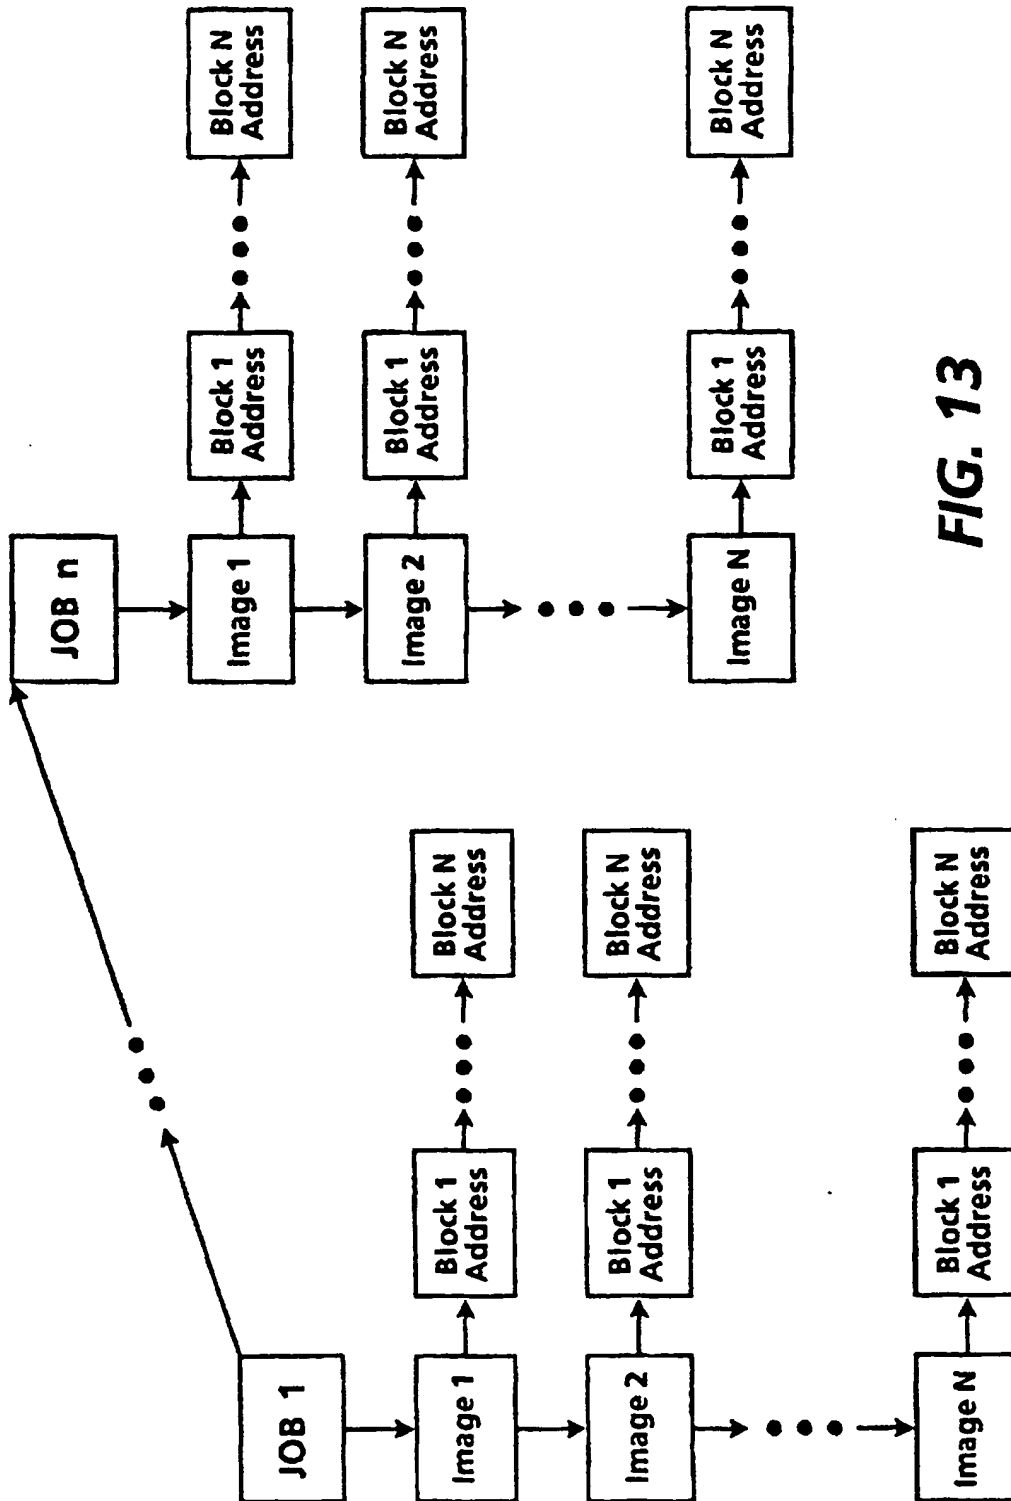 JOB n
Image 1
Block 1
Address
Block N
Address
Image 2
Block 1
Address
Block N
Address
Image N
Block 1
Address
Block N
Address
JOB 1
Image 1
Block 1
Address
Block N
Address
Image 2
Block 1
Address
Block N
Address
Image N
Block 1
Address
Block N
Address
FIG. 13